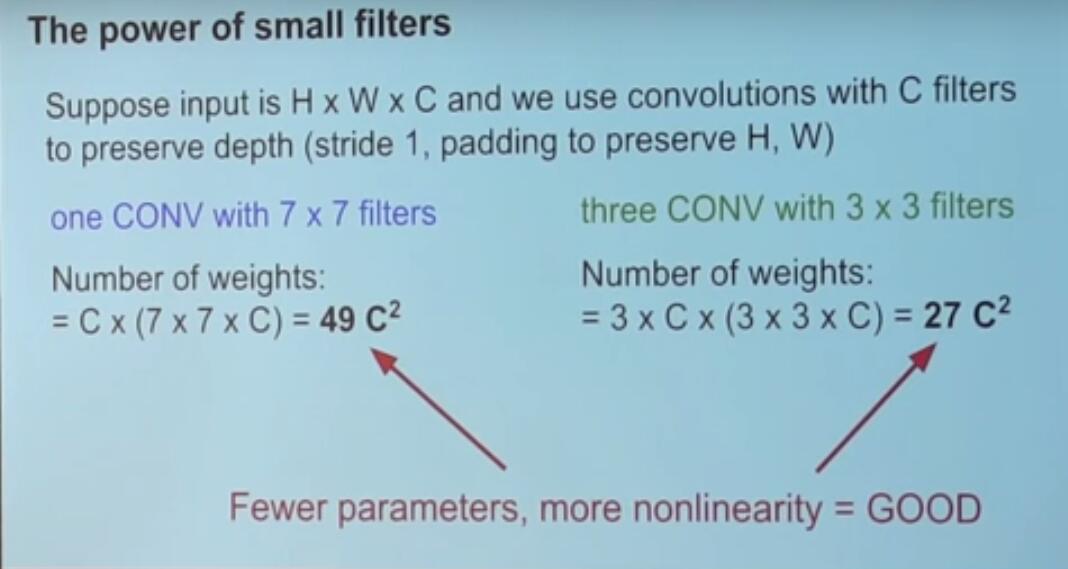 The power of small filters
Suppose input is H x W x C and we use convolutions with C filters
to preserve depth (stride 1, padding to preserve H, W)
one CONV with 7 x 7 filters
three CONV with 3 x 3 filters
Number of weights:
= C x (7 x 7 x C) = 49 C²
Number of weights:
= 3 x C x (3 x 3 x C) = 27 C²
Fewer parameters, more nonlinearity = GOOD